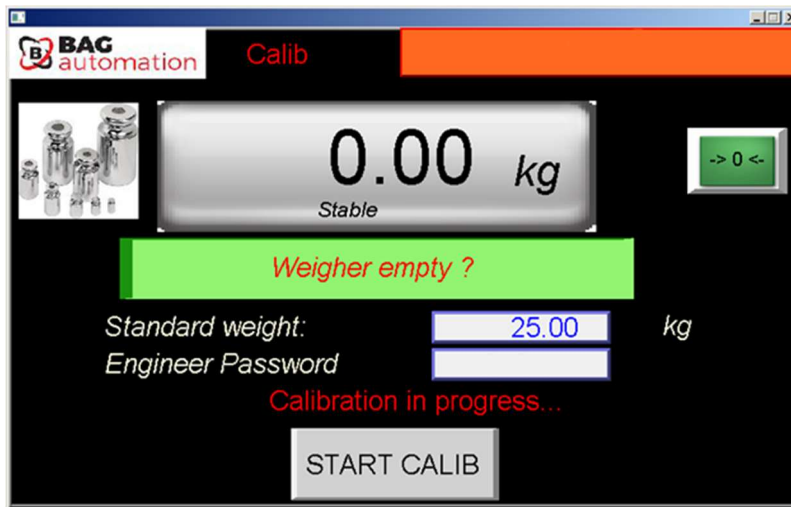 BAG
automation
Calib
0.00 kg
Stable
-> 0 <-
Weigher empty ?
Standard weight: 25.00 kg
Engineer Password
Calibration in progress...
START CALIB